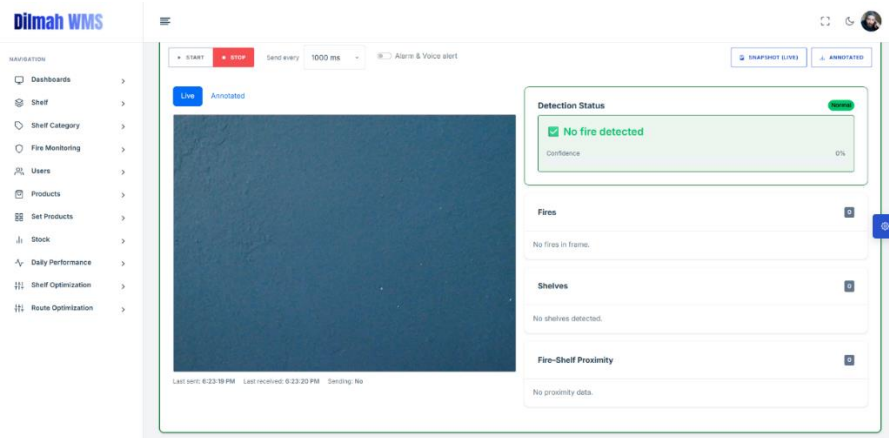 Dilmah WMS
NAVIGATION
Dashboards
Shelf
Shelf Category
Fire Monitoring
Users
Products
Set Products
Stock
Daily Performance
Shelf Optimization
Route Optimization
START STOP Send every 1000 ms Alarm & Voice alert SNAPSHOT (LIVE) ANNOTATED
Live Annotated
Last sent: 6:23:19 PM Last received: 6:23:20 PM Sending: No
Detection Status Normal
No fire detected
Confidence 0%
Fires 0
No fires in frame.
Shelves 0
No shelves detected.
Fire-Shelf Proximity 0
No proximity data.